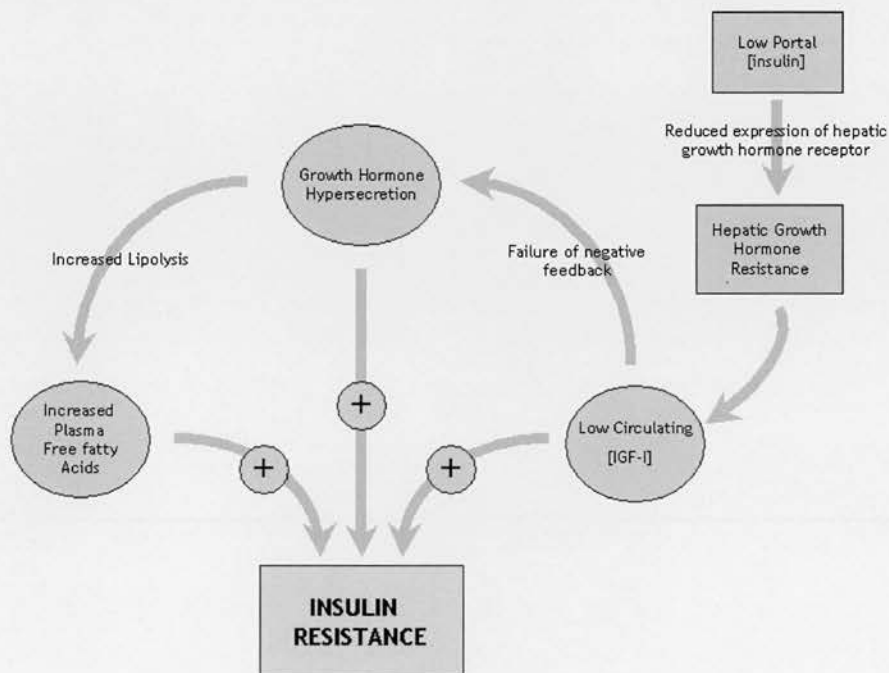 Low Portal
[insulin]
Reduced expression of hepatic
growth hormone receptor
Growth Hormone
Hypersecretion
Hepatic Growth
Hormone
Resistance
Increased Lipolysis
Failure of negative
feedback
Increased
Plasma
Free fatty
Acids
+
+
+
Low Circulating
[IGF-I]
INSULIN
RESISTANCE